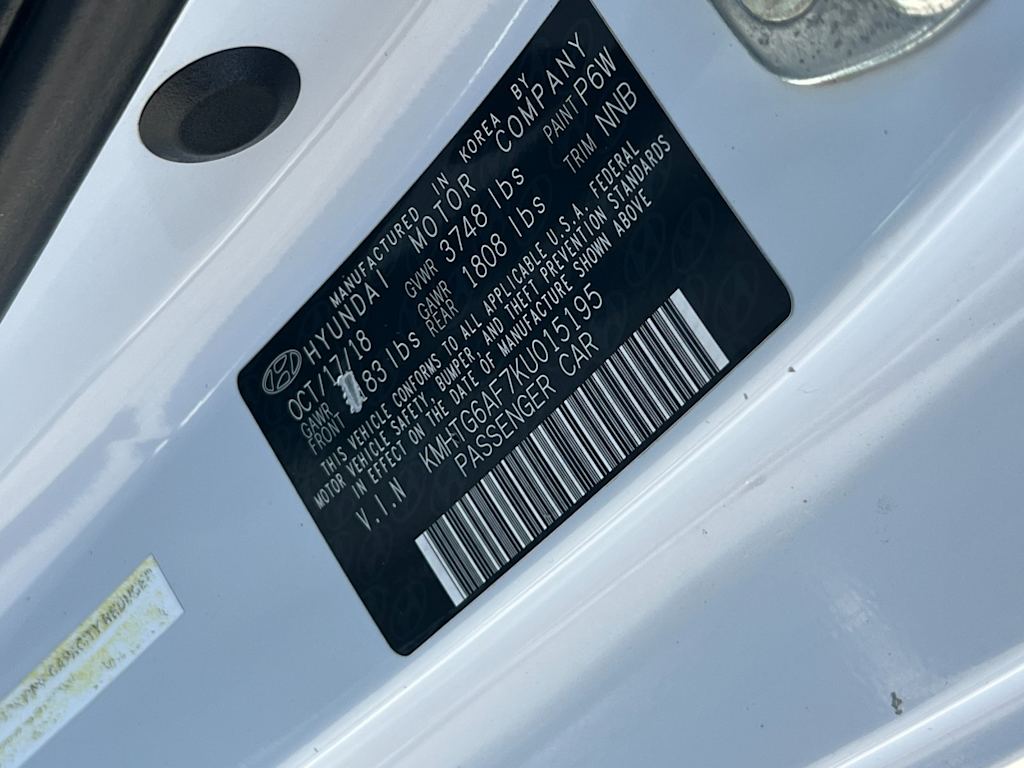 MANUFACTURED IN KOREA BY
HYUNDAI MOTOR COMPANY
OCT/17/18 GVWR 3748 lbs PAINT P6W
GAWR FRONT 83 lbs GAWR REAR 1808 lbs TRIM NNB
THIS VEHICLE CONFORMS TO ALL APPLICABLE U.S.A. FEDERAL
MOTOR VEHICLE SAFETY, BUMPER, AND THEFT PREVENTION STANDARDS
IN EFFECT ON THE DATE OF MANUFACTURE SHOWN ABOVE
V.I.N KMHTG6AF7KU015195
PASSENGER CAR
CAPACITY REDUCED